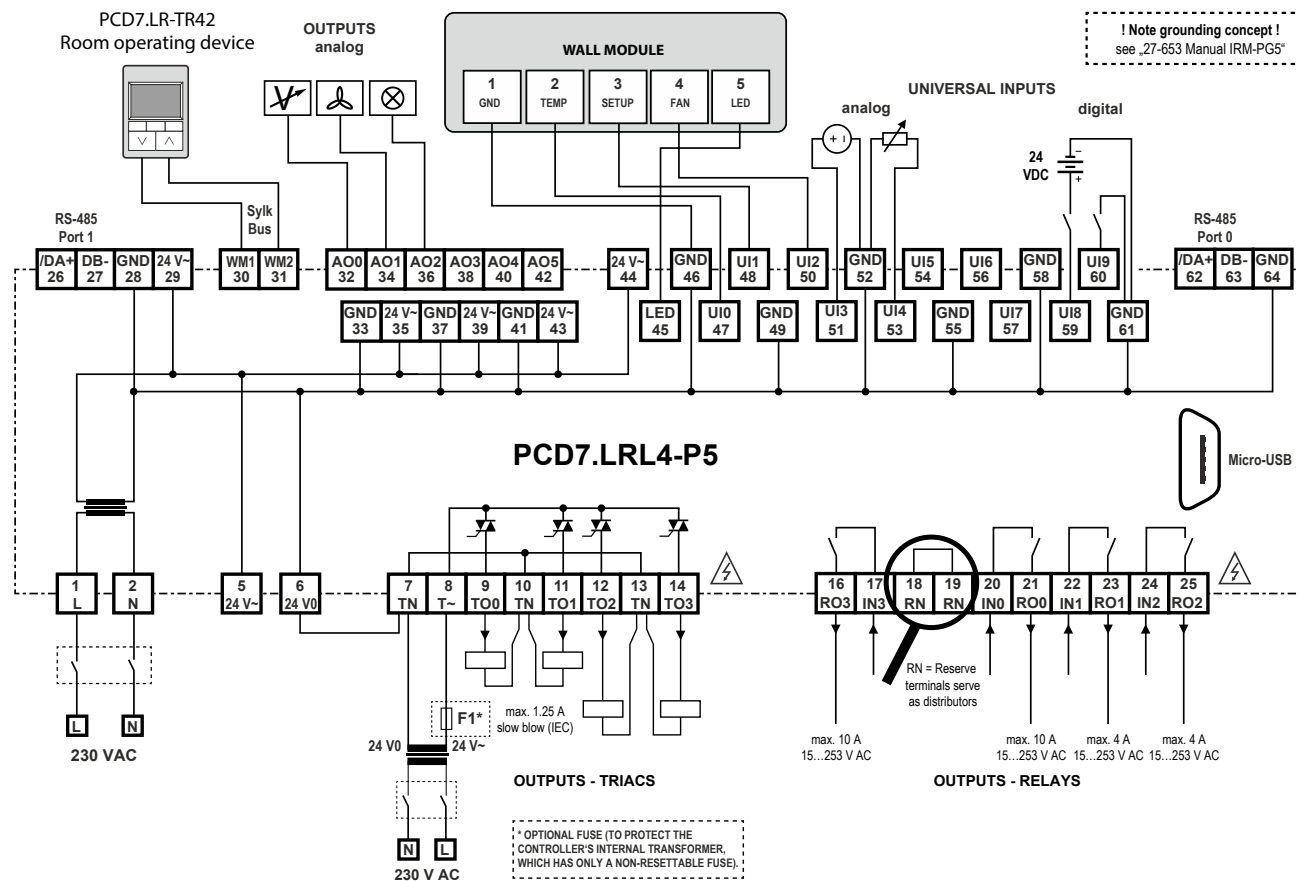 PCD7.LR-TR42
Room operating device
OUTPUTS
analog
WALL MODULE
1 2 3 4 5
GND TEMP SETUP FAN LED
! Note grounding concept !
see „27-653 Manual IRM-PG5“
UNIVERSAL INPUTS
analog
digital
24
VDC
RS-485
Port 1
Sylk
Bus
RS-485
Port 0
/DA+ DB- GND 24 V~
26 27 28 29
WM1 WM2
30 31
AO0 AO1 AO2 AO3 AO4 AO5
32 34 36 38 40 42
24 V~
44
GND
46
UI1
48
UI2
50
GND
52
UI5
54
UI6
56
GND
58
UI9
60
/DA+ DB- GND
62 63 64
GND 24 V~ GND 24 V~ GND 24 V~
33 35 37 39 41 43
LED
45
UI0
47
GND
49
UI3
51
UI4
53
GND
55
UI7
57
UI8
59
GND
61
PCD7.LRL4-P5
Micro-USB
1
L
2
N
5
24 V~
6
24 V0
7 8 9 10 11 12 13 14
TN T~ TO0 TN TO1 TO2 TN TO3
16 17 18 19 20 21 22 23 24 25
RO3 IN3 RN RN IN0 RO0 IN1 RO1 IN2 RO2
RN = Reserve
terminals serve
as distributors
F1*
max. 1.25 A
slow blow (IEC)
L N
230 VAC
24 V0 24 V~
max. 10 A
15...253 V AC
max. 10 A
15...253 V AC
max. 4 A
15...253 V AC
max. 4 A
15...253 V AC
OUTPUTS - TRIACS
OUTPUTS - RELAYS
* OPTIONAL FUSE (TO PROTECT THE
CONTROLLER'S INTERNAL TRANSFORMER,
WHICH HAS ONLY A NON-RESETTABLE FUSE).
N L
230 V AC